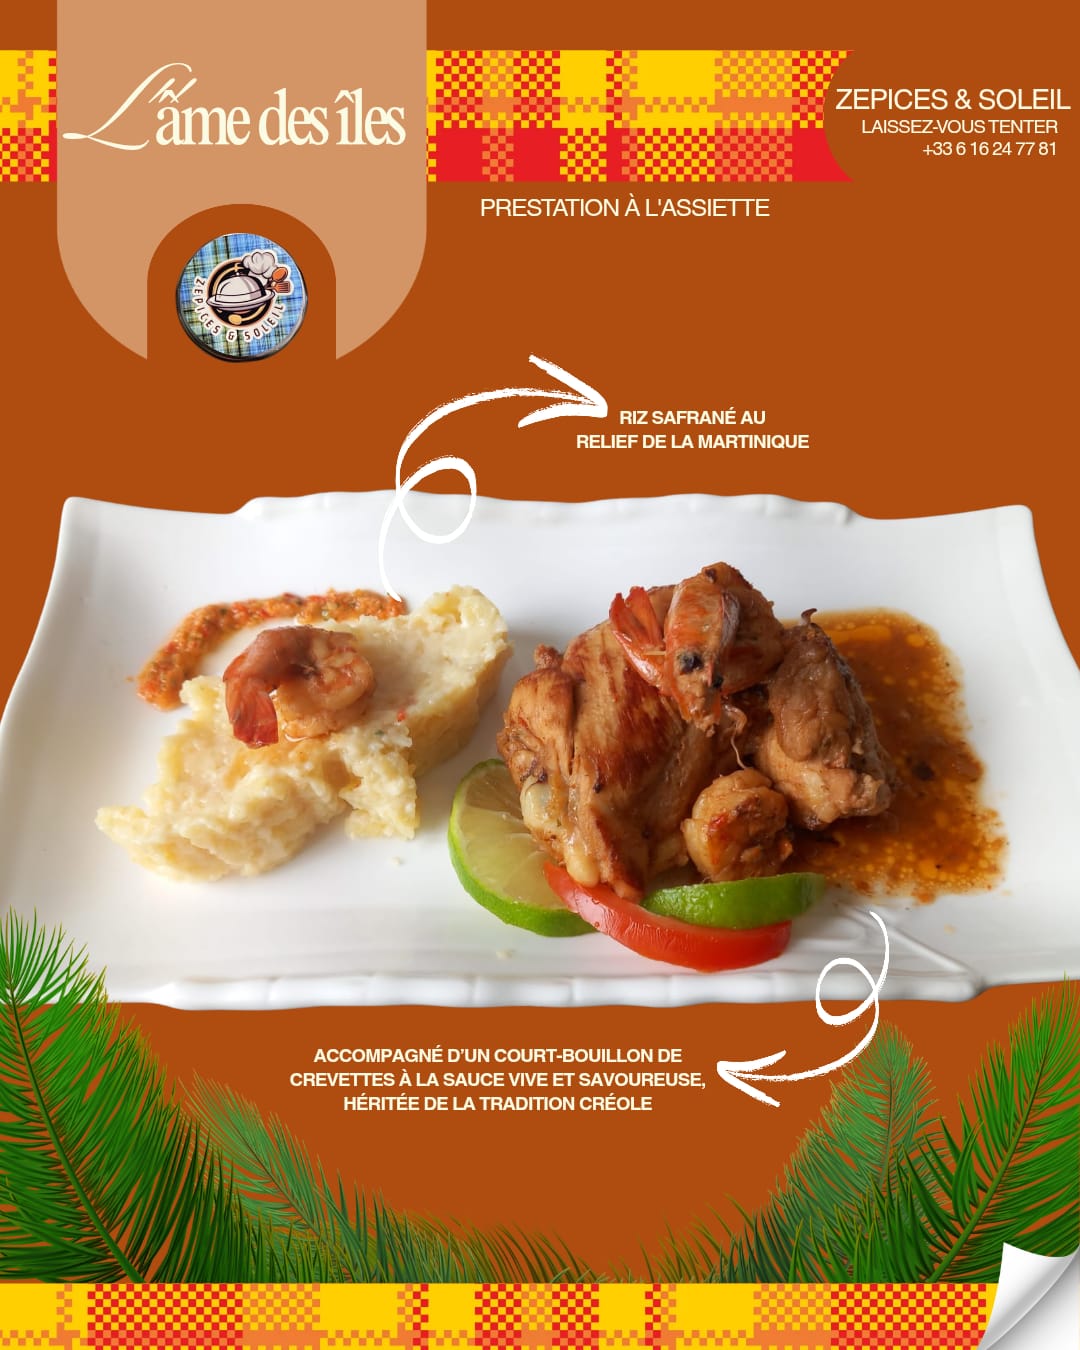 L'âme des îles
ZEPICES & SOLEIL
LAISSEZ-VOUS TENTER
+33 6 16 24 77 81
PRESTATION À L'ASSIETTE
ZEPICES & SOLEIL
RIZ SAFRANÉ AU
RELIEF DE LA MARTINIQUE
ACCOMPAGNÉ D’UN COURT-BOUILLON DE
CREVETTES À LA SAUCE VIVE ET SAVOUREUSE,
HÉRITÉE DE LA TRADITION CRÉOLE